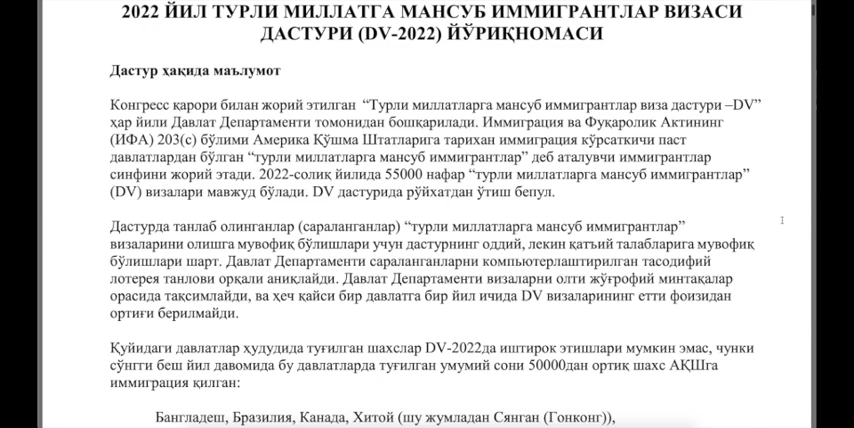 2022 ЙИЛ ТУРЛИ МИЛЛАТГА МАНСУБ ИММИГРАНТЛАР ВИЗАСИ
ДАСТУРИ (DV-2022) ЙЎРИҚНОМАСИ
Дастур ҳақида маълумот
Конгресс қарори билан жорий этилган “Турли миллатларга мансуб иммигрантлар виза дастури –DV”
ҳар йили Давлат Департаменти томонидан бошқарилади. Иммиграция ва Фуқаролик Актининг
(ИФА) 203(c) бўлими Америка Қўшма Штатларига тарихан иммиграция кўрсаткичи паст
давлатлардан бўлган “турли миллатларга мансуб иммигрантлар” деб аталувчи иммигрантлар
синфини жорий этади. 2022-солиқ йилида 55000 нафар “турли миллатларга мансуб иммигрантлар”
(DV) визалари мавжуд бўлади. DV дастурида рўйхатдан ўтиш бепул.
Дастурда танлаб олинганлар (сараланганлар) “турли миллатларга мансуб иммигрантлар”
визаларини олишга мувофиқ бўлишлари учун дастурнинг оддий, лекин қатъий талабларига мувофиқ
бўлишлари шарт. Давлат Департаменти сараланганларни компьютерлаштирилган тасодифий
лотерея танлови орқали аниқлайди. Давлат Департаменти визаларни олти жўғрофий минтақалар
орасида тақсимлайди, ва ҳеч қайси бир давлатга бир йил ичида DV визаларининг етти фоизидан
ортиғи берилмайди.
Қуйидаги давлатлар ҳудудида туғилган шахслар DV-2022да иштирок этишлари мумкин эмас, чунки
сўнгги беш йил давомида бу давлатларда туғилган умумий сони 50000дан ортиқ шахс АҚШга
иммиграция қилган:
Бангладеш, Бразилия, Канада, Хитой (шу жумладан Сянган (Гонконг)),